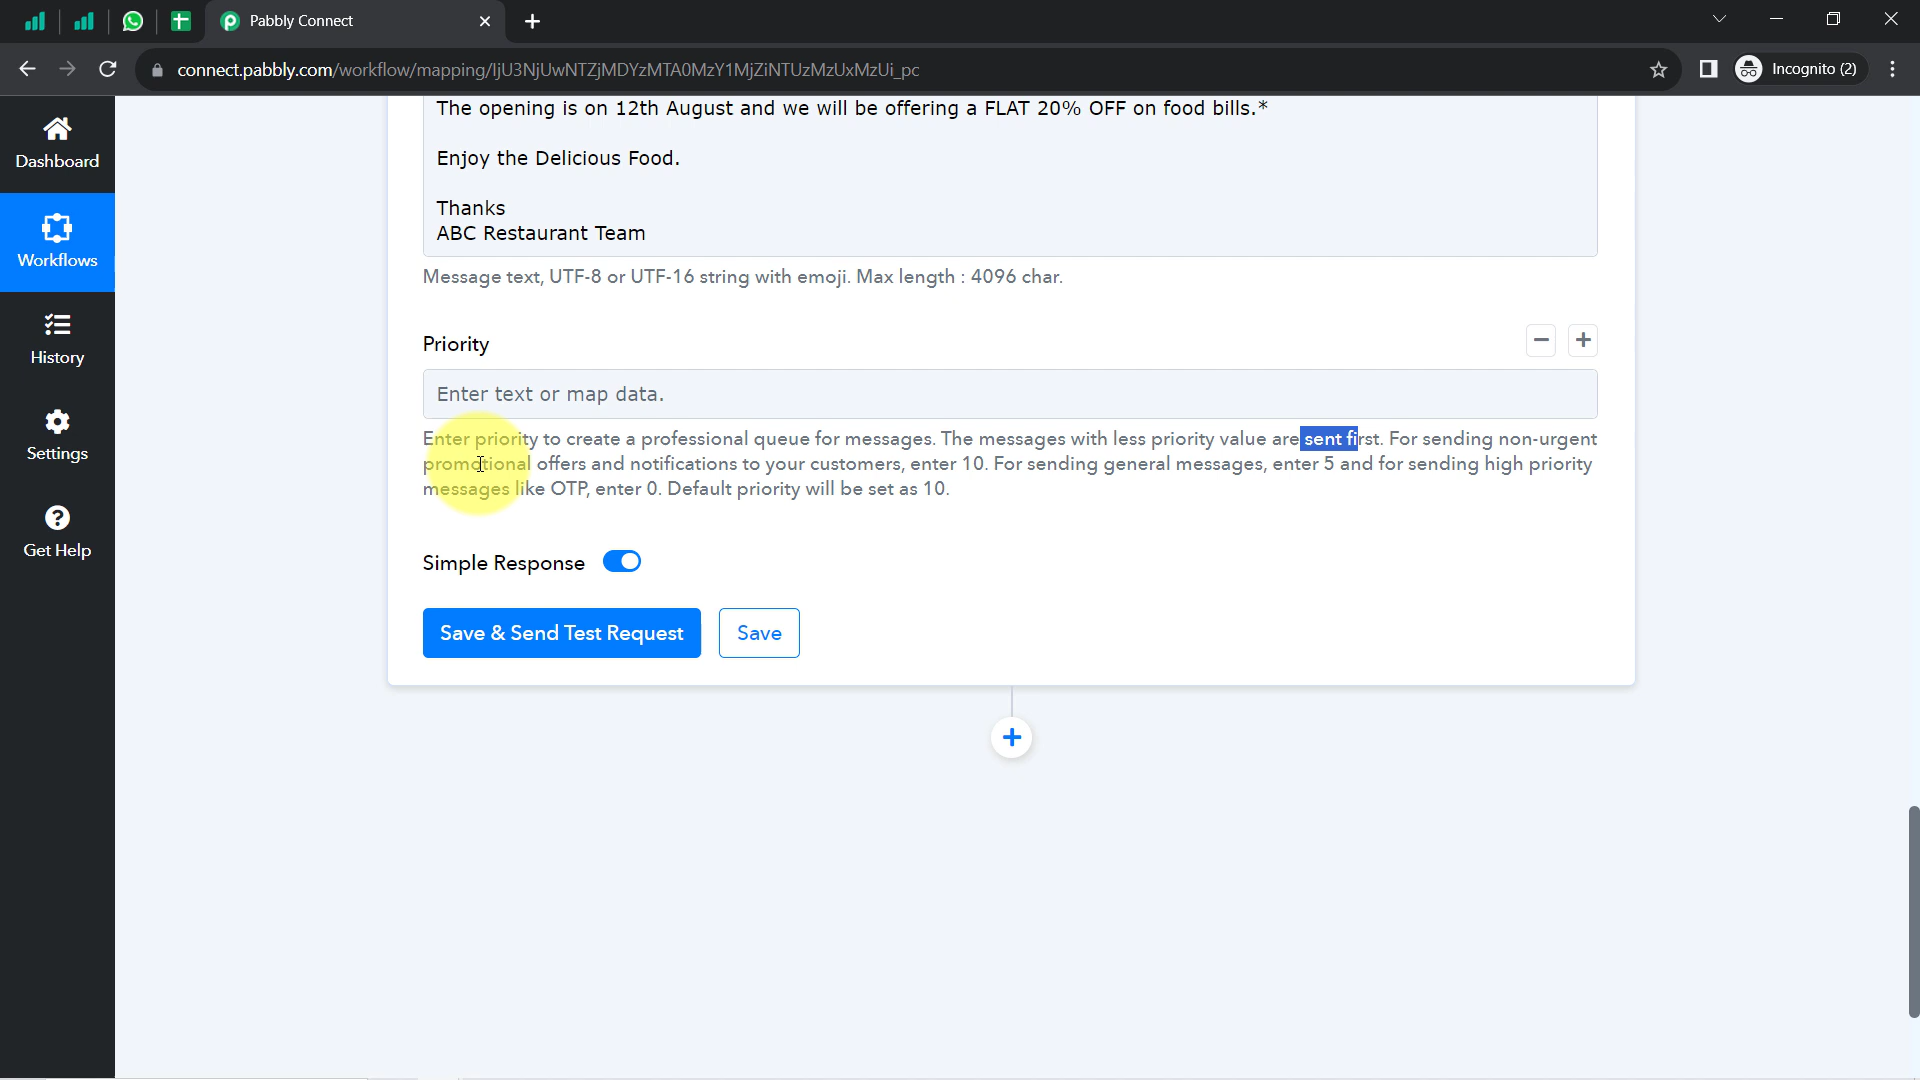 Pabbly Connect
connect.pabbly.com/workflow/mapping/IjU3NjUwNTZjMDYzMTA0MzY1MjZiNTUzMzUxMzUi_pc
Incognito (2)
Dashboard
Workflows
History
Settings
Get Help
The opening is on 12th August and we will be offering a FLAT 20% OFF on food bills.*
Enjoy the Delicious Food.
Thanks
ABC Restaurant Team
Message text, UTF-8 or UTF-16 string with emoji. Max length : 4096 char.
Priority
Enter text or map data.
Enter priority to create a professional queue for messages. The messages with less priority value are sent first. For sending non-urgent
promotional offers and notifications to your customers, enter 10. For sending general messages, enter 5 and for sending high priority
messages like OTP, enter 0. Default priority will be set as 10.
Simple Response
Save & Send Test Request
Save